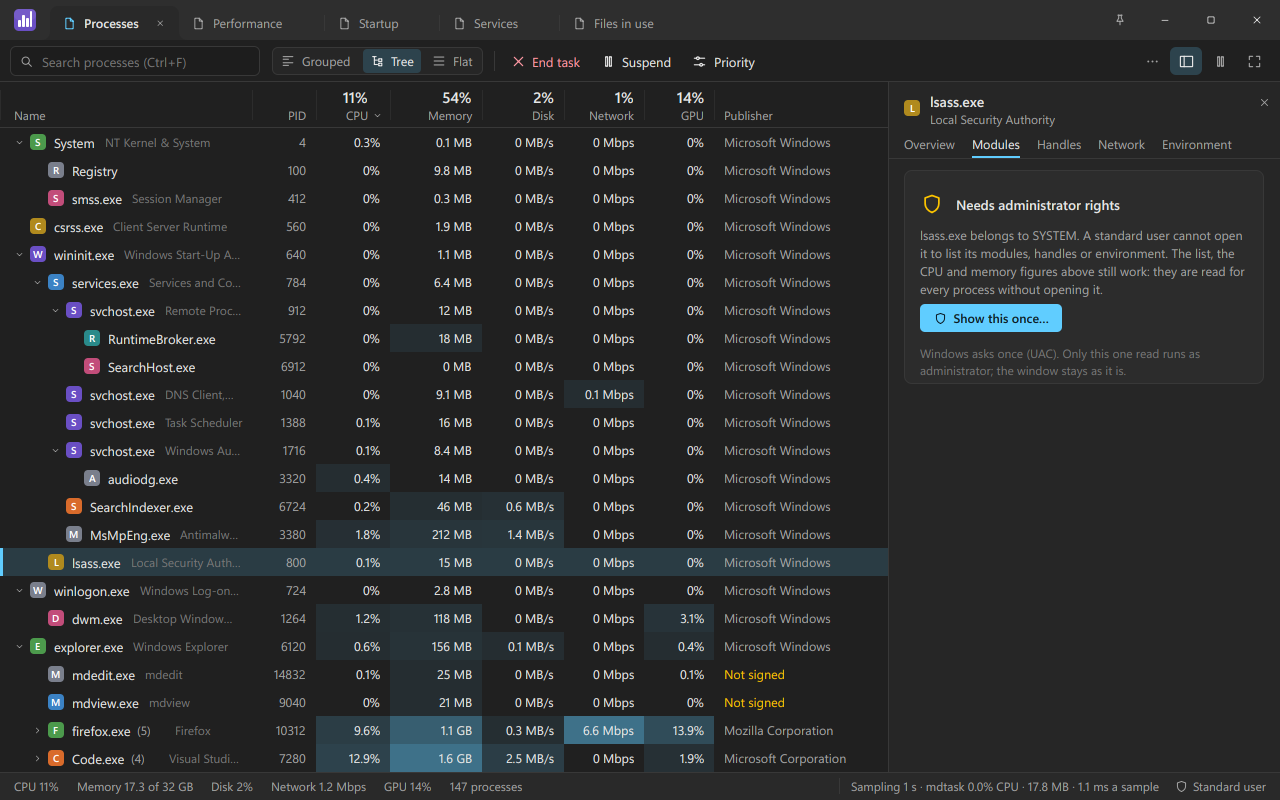 Processes
Performance
Startup
Services
Files in use
Search processes (Ctrl+F)
Grouped
Tree
Flat
End task
Suspend
Priority
11% 54% 2% 1% 14%
Name PID CPU Memory Disk Network GPU Publisher
System NT Kernel & System 4 0.3% 0.1 MB 0 MB/s 0 Mbps 0% Microsoft Windows
Registry 100 0% 9.8 MB 0 MB/s 0 Mbps 0% Microsoft Windows
smss.exe Session Manager 412 0% 0.3 MB 0 MB/s 0 Mbps 0% Microsoft Windows
csrss.exe Client Server Runtime 560 0% 1.9 MB 0 MB/s 0 Mbps 0% Microsoft Windows
wininit.exe Windows Start-Up A... 640 0% 1.1 MB 0 MB/s 0 Mbps 0% Microsoft Windows
services.exe Services and Co... 784 0% 6.4 MB 0 MB/s 0 Mbps 0% Microsoft Windows
svchost.exe Remote Proc... 912 0% 12 MB 0 MB/s 0 Mbps 0% Microsoft Windows
RuntimeBroker.exe 5792 0% 18 MB 0 MB/s 0 Mbps 0% Microsoft Windows
SearchHost.exe 6912 0% 0 MB 0 MB/s 0 Mbps 0% Microsoft Windows
svchost.exe DNS Client,... 1040 0% 9.1 MB 0 MB/s 0.1 Mbps 0% Microsoft Windows
svchost.exe Task Scheduler 1388 0.1% 16 MB 0 MB/s 0 Mbps 0% Microsoft Windows
svchost.exe Windows Au... 1716 0.1% 8.4 MB 0 MB/s 0 Mbps 0% Microsoft Windows
audiodg.exe 3320 0.4% 14 MB 0 MB/s 0 Mbps 0% Microsoft Windows
SearchIndexer.exe 6724 0.2% 46 MB 0.6 MB/s 0 Mbps 0% Microsoft Windows
MsMpEng.exe Antimalw... 3380 1.8% 212 MB 1.4 MB/s 0 Mbps 0% Microsoft Windows
lsass.exe Local Security Auth... 800 0.1% 15 MB 0 MB/s 0 Mbps 0% Microsoft Windows
winlogon.exe Windows Log-on... 724 0% 2.8 MB 0 MB/s 0 Mbps 0% Microsoft Windows
dwm.exe Desktop Window... 1264 1.2% 118 MB 0 MB/s 0 Mbps 3.1% Microsoft Windows
explorer.exe Windows Explorer 6120 0.6% 156 MB 0.1 MB/s 0 Mbps 0.4% Microsoft Windows
mdedit.exe mdedit 14832 0.1% 25 MB 0 MB/s 0 Mbps 0.1% Not signed
mdview.exe mdview 9040 0% 21 MB 0 MB/s 0 Mbps 0% Not signed
firefox.exe (5) Firefox 10312 9.6% 1.1 GB 0.3 MB/s 6.6 Mbps 13.9% Mozilla Corporation
Code.exe (4) Visual Studi... 7280 12.9% 1.6 GB 2.5 MB/s 0 Mbps 1.9% Microsoft Corporation
lsass.exe
Local Security Authority
Overview Modules Handles Network Environment
Needs administrator rights
lsass.exe belongs to SYSTEM. A standard user cannot open
it to list its modules, handles or environment. The list, the
CPU and memory figures above still work: they are read for
every process without opening it.
Show this once...
Windows asks once (UAC). Only this one read runs as
administrator; the window stays as it is.
CPU 11% Memory 17.3 of 32 GB Disk 2% Network 1.2 Mbps GPU 14% 147 processes
Sampling 1 s · mdtask 0.0% CPU · 17.8 MB · 1.1 ms a sample
Standard user